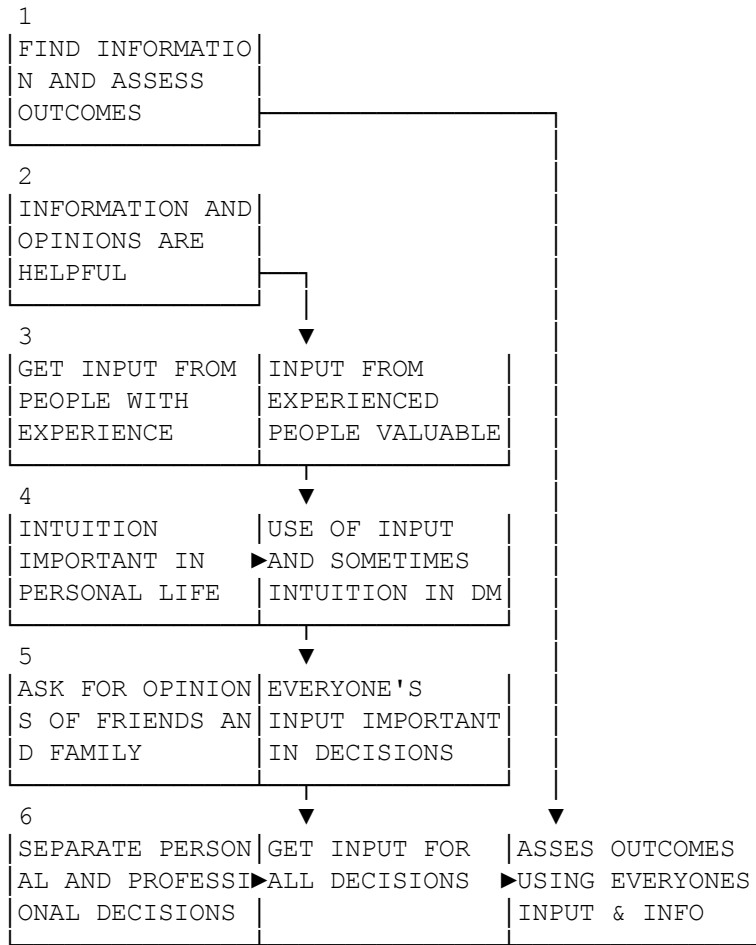 1
FIND INFORMATIO
N AND ASSESS
OUTCOMES
2
INFORMATION AND
OPINIONS ARE
HELPFUL
3
GET INPUT FROM
PEOPLE WITH
EXPERIENCE
INPUT FROM
EXPERIENCED
PEOPLE VALUABLE
4
INTUITION
IMPORTANT IN
PERSONAL LIFE
USE OF INPUT
AND SOMETIMES
INTUITION IN DM
5
ASK FOR OPINION
S OF FRIENDS AN
D FAMILY
EVERYONE'S
INPUT IMPORTANT
IN DECISIONS
6
SEPARATE PERSON
AL AND PROFESSI
ONAL DECISIONS
GET INPUT FOR
ALL DECISIONS
ASSES OUTCOMES
USING EVERYONES
INPUT & INFO